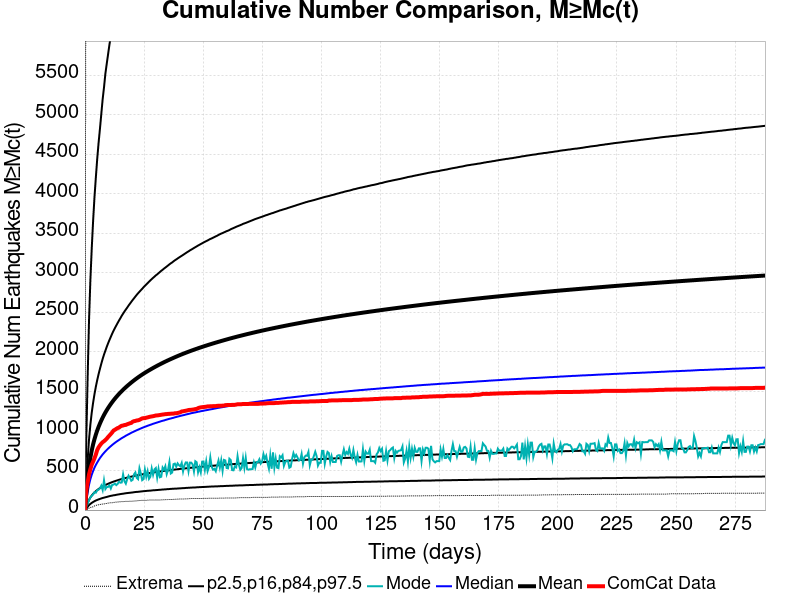 Cumulative Number Comparison, M≥Mc(t)
Cumulative Num Earthquakes M≥Mc(t)
5500
5000
4500
4000
3500
3000
2500
2000
1500
1000
500
0
0 25 50 75 100 125 150 175 200 225 250 275
Time (days)
Extrema p2.5,p16,p84,p97.5 Mode Median Mean ComCat Data